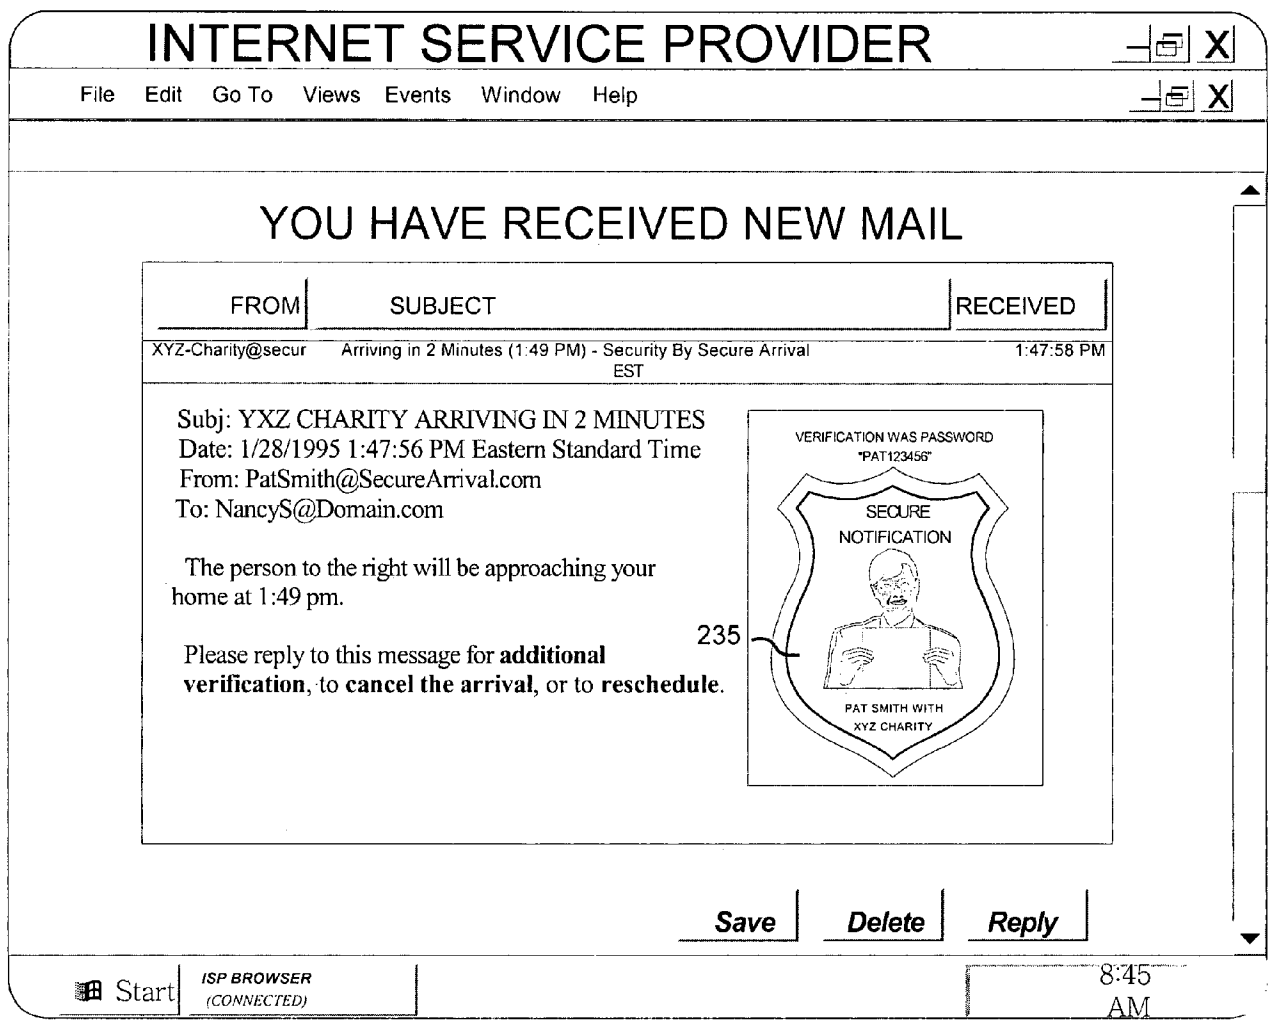 INTERNET SERVICE PROVIDER
X
File Edit Go To Views Events Window Help
X
YOU HAVE RECEIVED NEW MAIL
FROM SUBJECT RECEIVED
XYZ-Charity@secur Arriving in 2 Minutes (1:49 PM) - Security By Secure Arrival 1:47:58 PM
EST
Subj: YXZ CHARITY ARRIVING IN 2 MINUTES
Date: 1/28/1995 1:47:56 PM Eastern Standard Time
From: PatSmith@SecureArrival.com
To: NancyS@Domain.com
The person to the right will be approaching your
home at 1:49 pm.
Please reply to this message for additional
verification, to cancel the arrival, or to reschedule.
VERIFICATION WAS PASSWORD
"PAT123456"
SECURE
NOTIFICATION
235
PAT SMITH WITH
XYZ CHARITY
Save Delete Reply
Start
ISP BROWSER
(CONNECTED)
8:45
AM